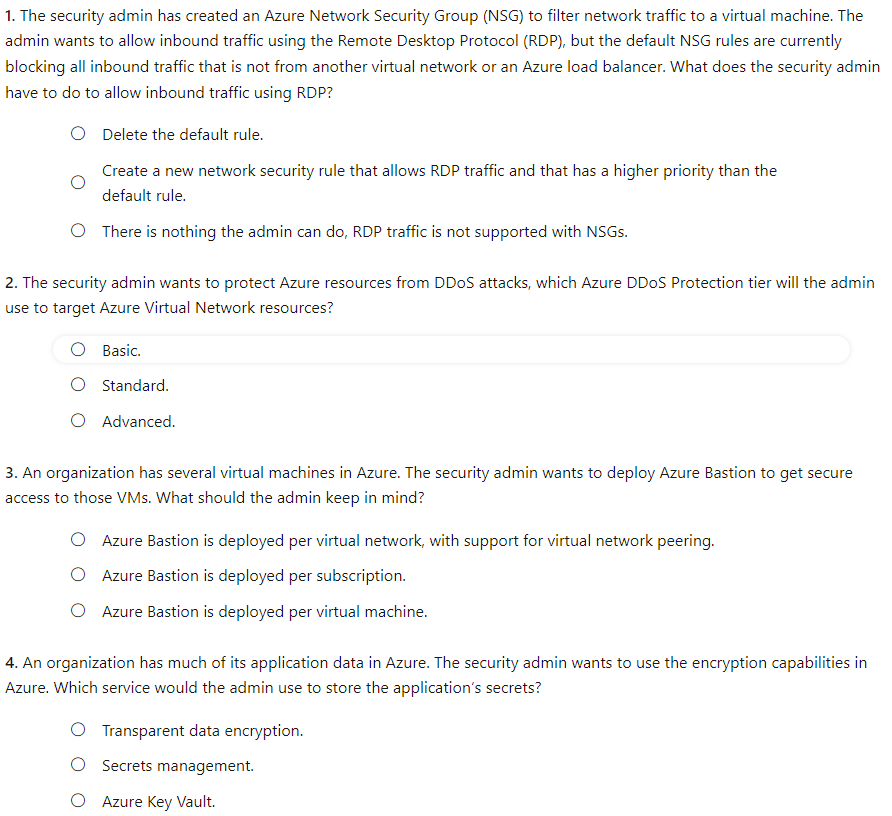 1. The security admin has created an Azure Network Security Group (NSG) to filter network traffic to a virtual machine. The
admin wants to allow inbound traffic using the Remote Desktop Protocol (RDP), but the default NSG rules are currently
blocking all inbound traffic that is not from another virtual network or an Azure load balancer. What does the security admin
have to do to allow inbound traffic using RDP?
Delete the default rule.
Create a new network security rule that allows RDP traffic and that has a higher priority than the
default rule.
There is nothing the admin can do, RDP traffic is not supported with NSGs.
2. The security admin wants to protect Azure resources from DDoS attacks, which Azure DDoS Protection tier will the admin
use to target Azure Virtual Network resources?
Basic.
Standard.
Advanced.
3. An organization has several virtual machines in Azure. The security admin wants to deploy Azure Bastion to get secure
access to those VMs. What should the admin keep in mind?
Azure Bastion is deployed per virtual network, with support for virtual network peering.
Azure Bastion is deployed per subscription.
Azure Bastion is deployed per virtual machine.
4. An organization has much of its application data in Azure. The security admin wants to use the encryption capabilities in
Azure. Which service would the admin use to store the application's secrets?
Transparent data encryption.
Secrets management.
Azure Key Vault.